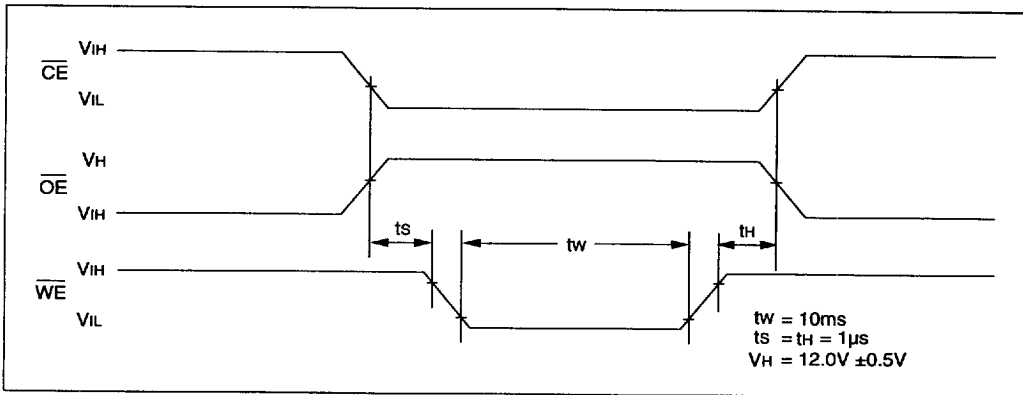 VIH
CE
VIL
VH
OE
VIH
tS
tW
tH
VIH
WE
VIL
tW = 10ms
tS = tH = 1µs
VH = 12.0V ±0.5V